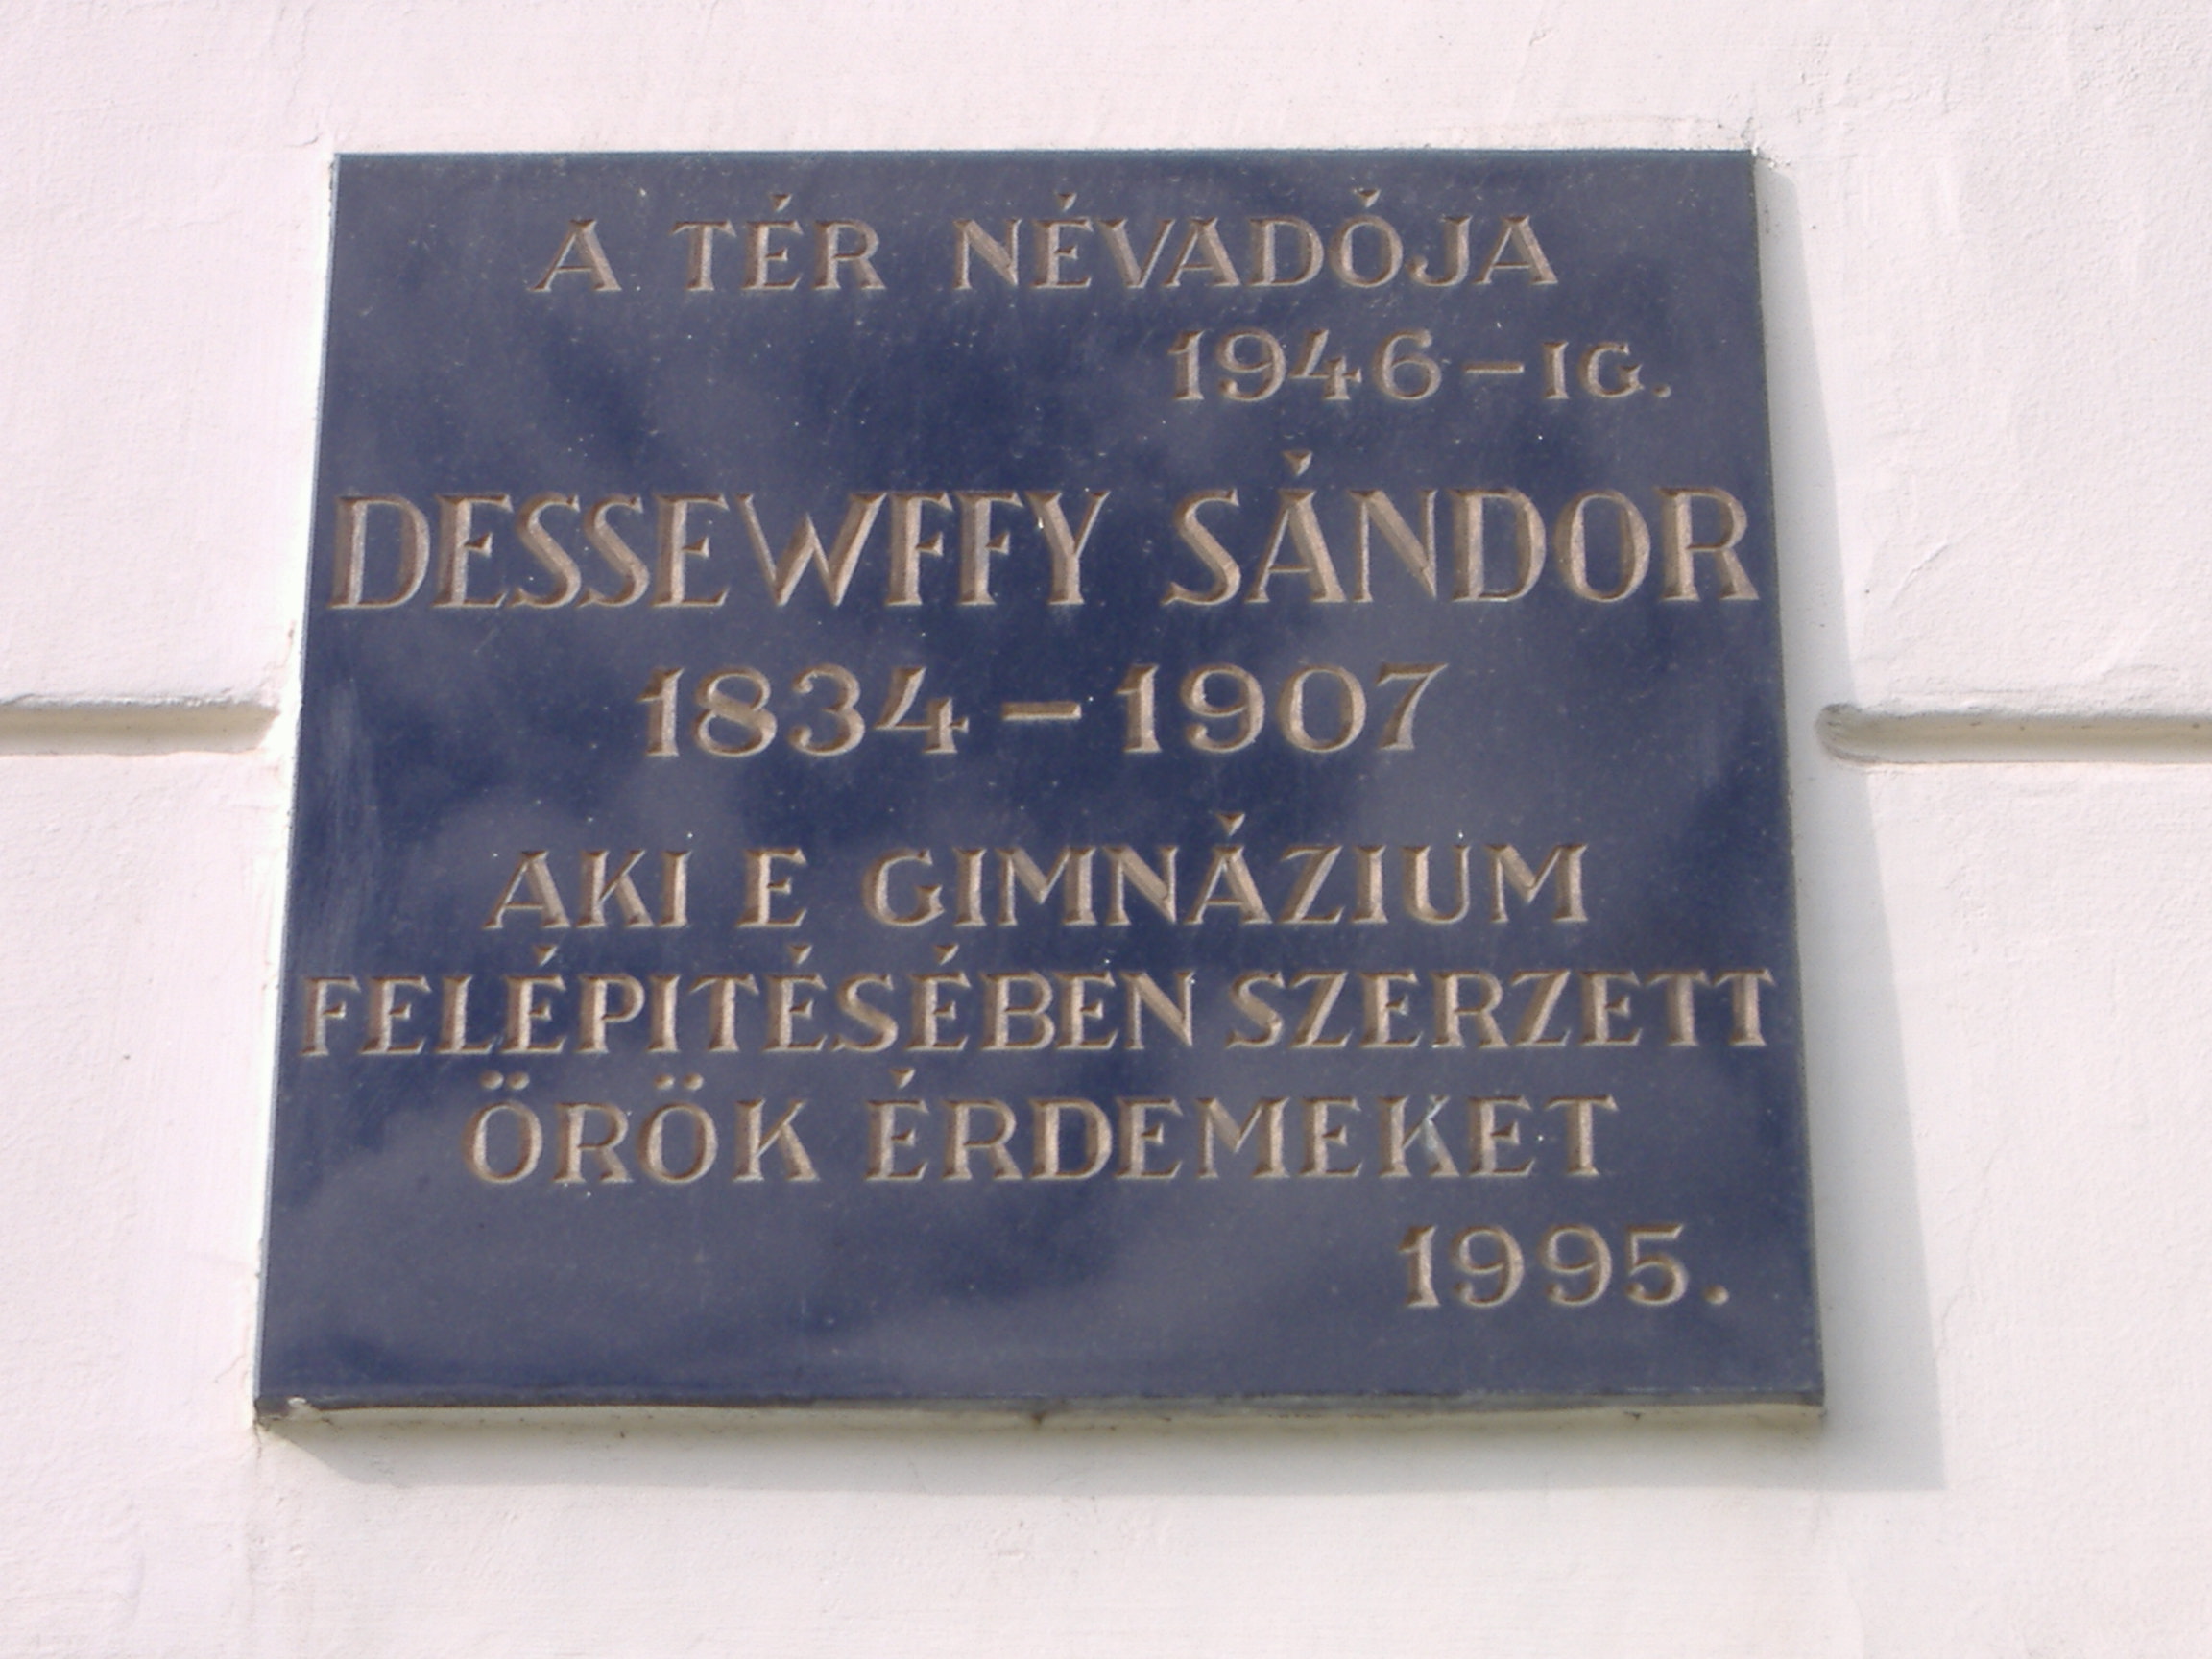 A TÉR NÉVADÓJA
1946-IG.
DESSEWFFY SÁNDOR
1834-1907
AKI E GIMNÁZIUM
FELÉPITÉSÉBEN SZERZETT
ÖRÖK ÉRDEMEKET
1995.